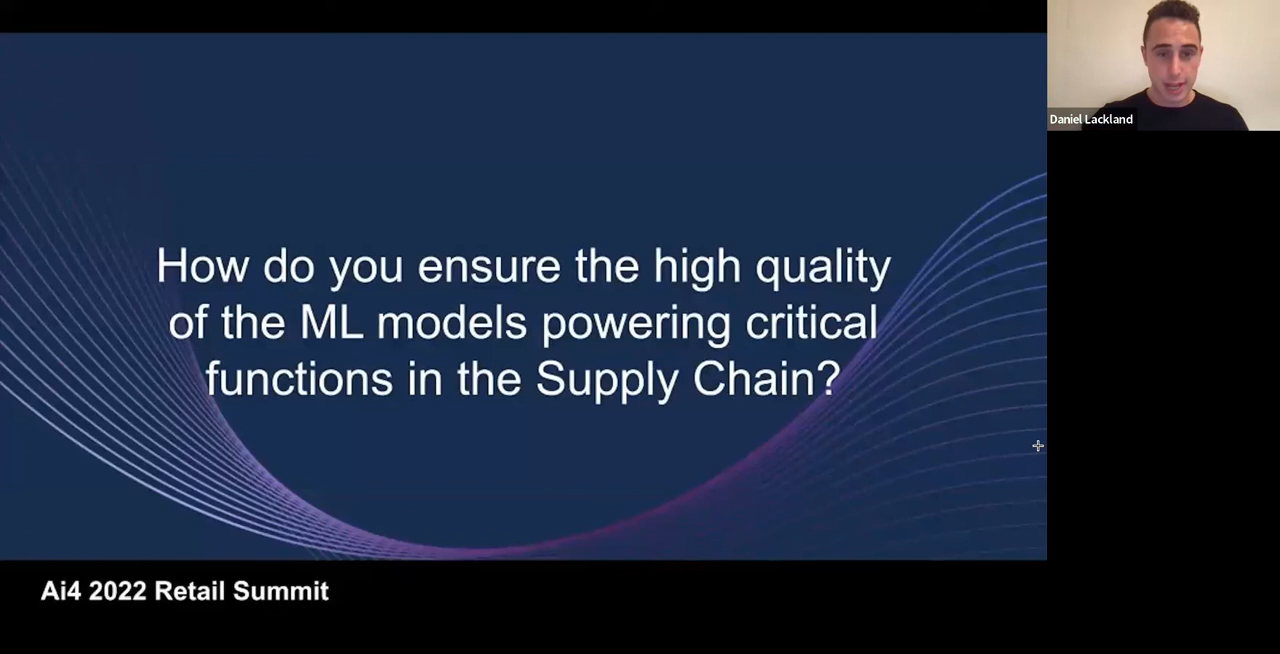 Daniel Lackland
How do you ensure the high quality
of the ML models powering critical
functions in the Supply Chain?
Ai4 2022 Retail Summit